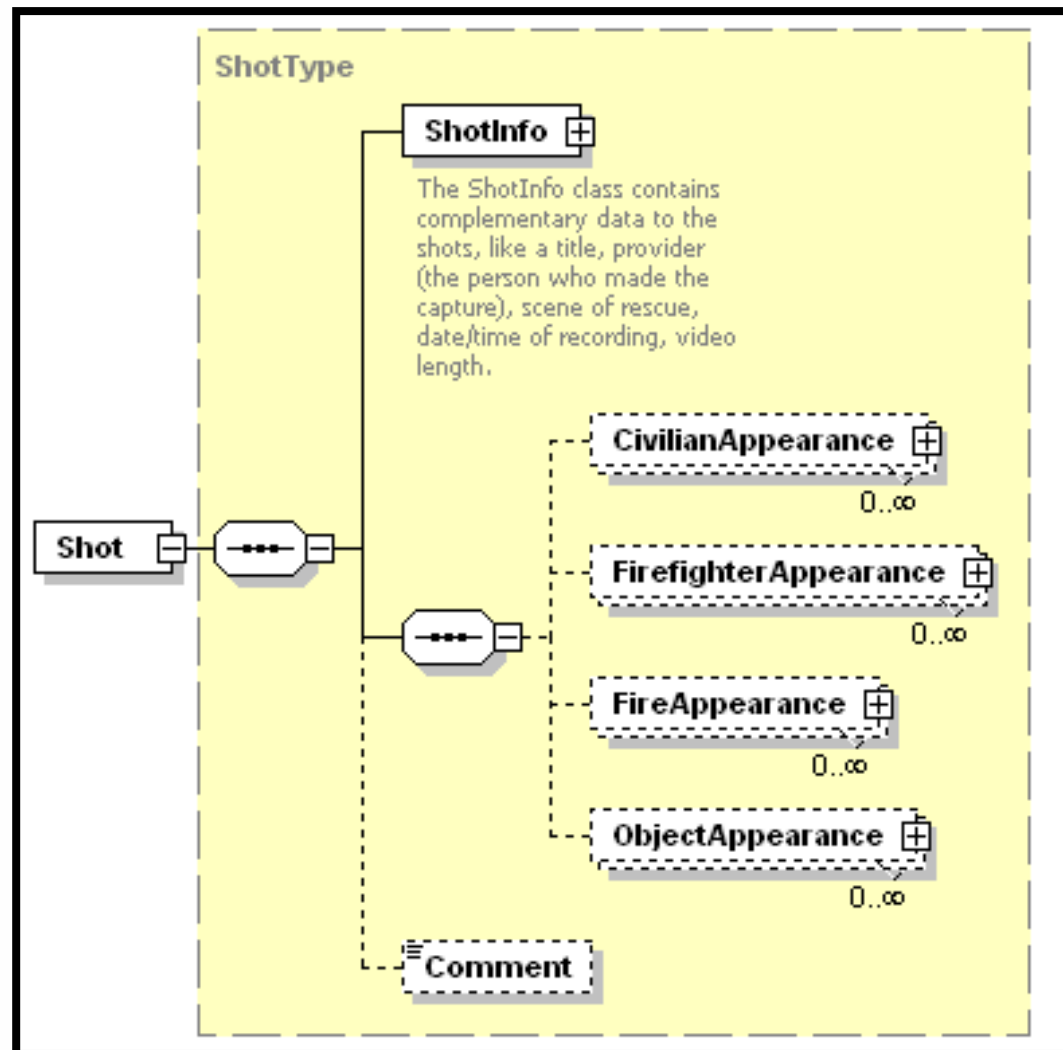 ShotType
ShotInfo
The ShotInfo class contains
complementary data to the
shots, like a title, provider
(the person who made the
capture), scene of rescue,
date/time of recording, video
length.
CivilianAppearance
0..∞
Shot
FirefighterAppearance
0..∞
FireAppearance
0..∞
ObjectAppearance
0..∞
Comment